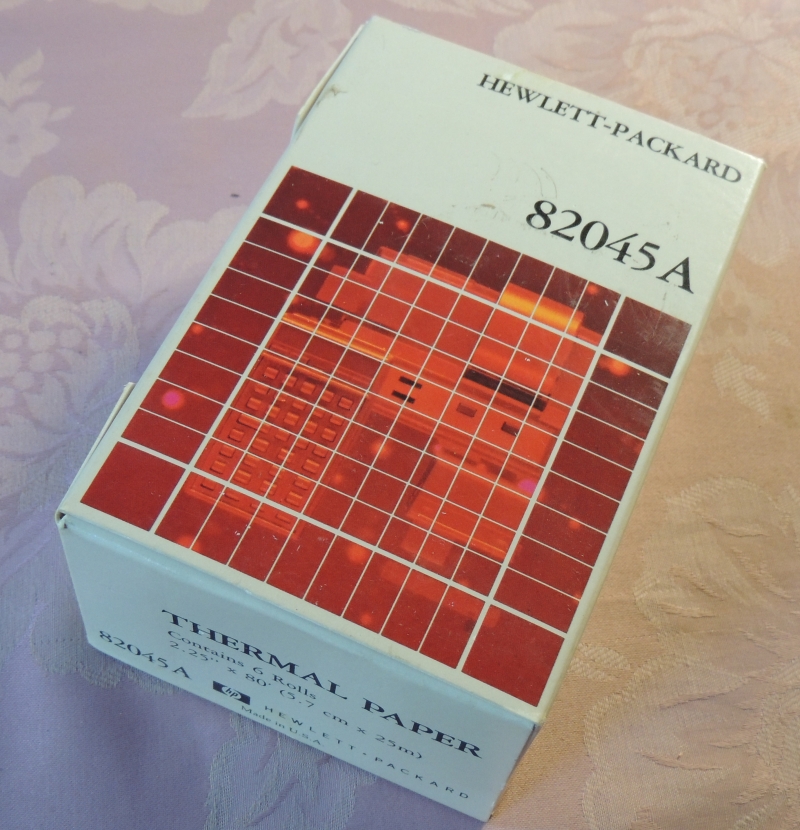 HEWLETT-PACKARD
82045A
THERMAL PAPER
Contains 6 Rolls
2.25" x 80' (5.7 cm x 25m)
82045A
hp HEWLETT•PACKARD
Made in U.S.A.